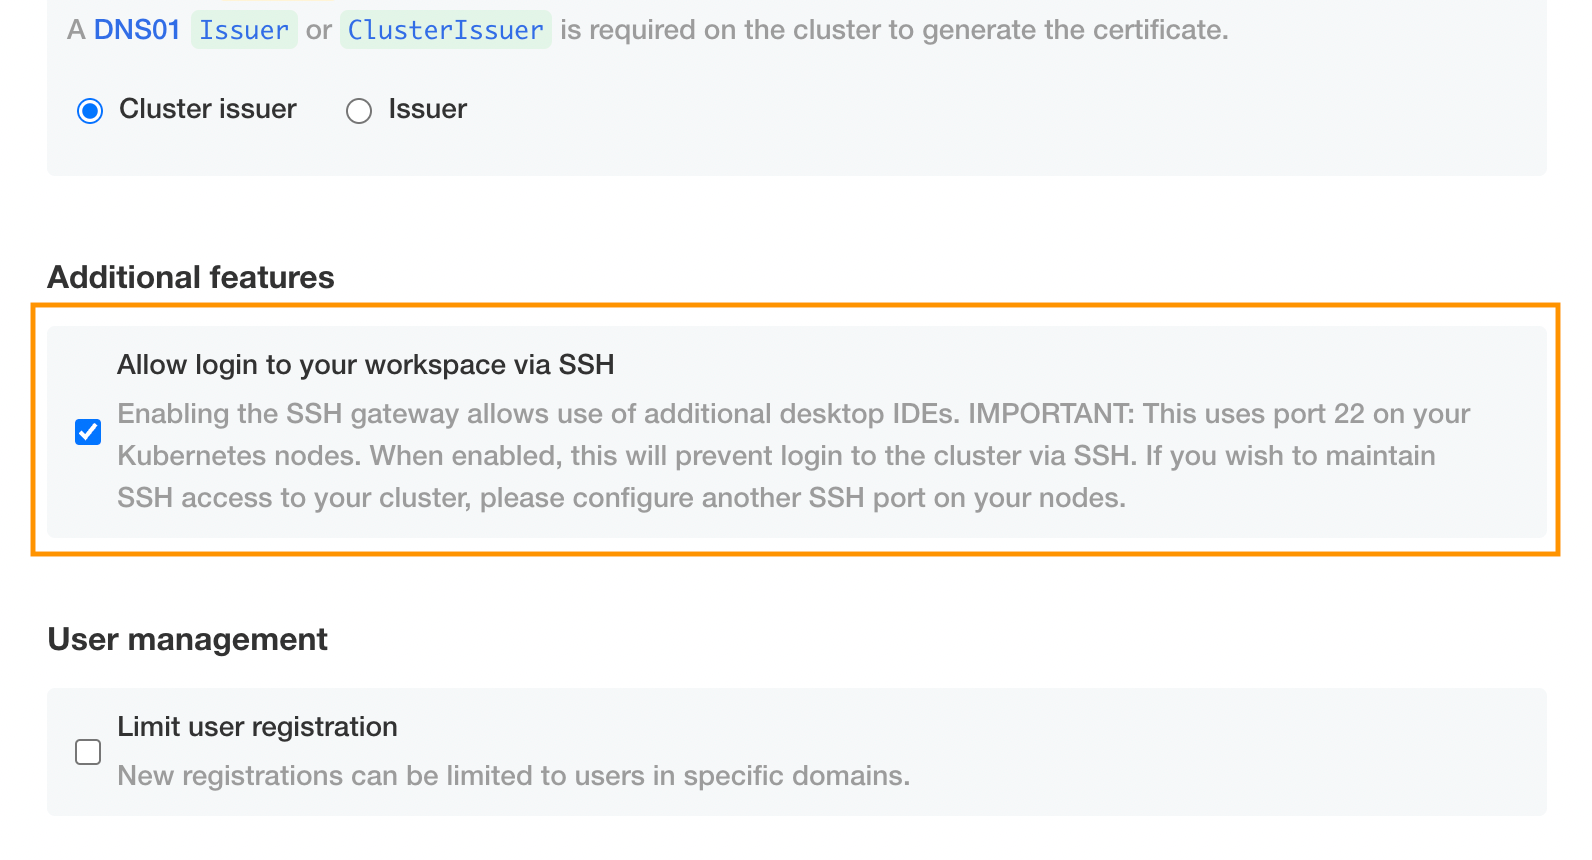 A DNS01 Issuer or ClusterIssuer is required on the cluster to generate the certificate.
Cluster issuer Issuer
Additional features
Allow login to your workspace via SSH
Enabling the SSH gateway allows use of additional desktop IDEs. IMPORTANT: This uses port 22 on your
Kubernetes nodes. When enabled, this will prevent login to the cluster via SSH. If you wish to maintain
SSH access to your cluster, please configure another SSH port on your nodes.
User management
Limit user registration
New registrations can be limited to users in specific domains.